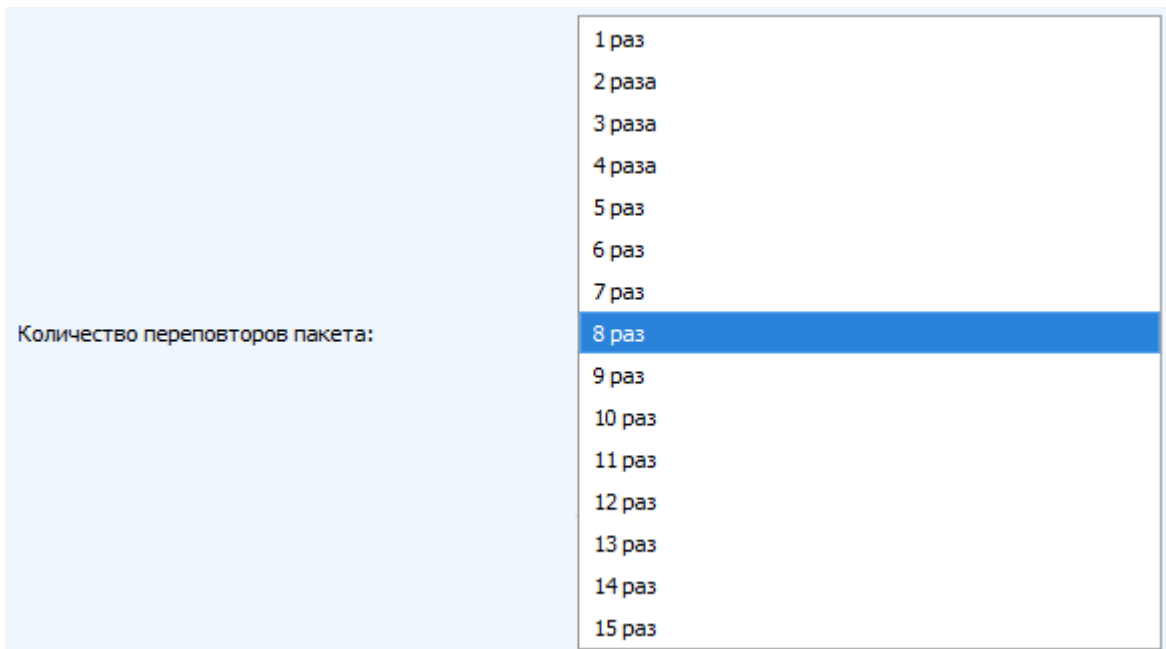 1 раз
2 раза
3 раза
4 раза
5 раз
6 раз
7 раз
Количество переповторов пакета:
8 раз
9 раз
10 раз
11 раз
12 раз
13 раз
14 раз
15 раз